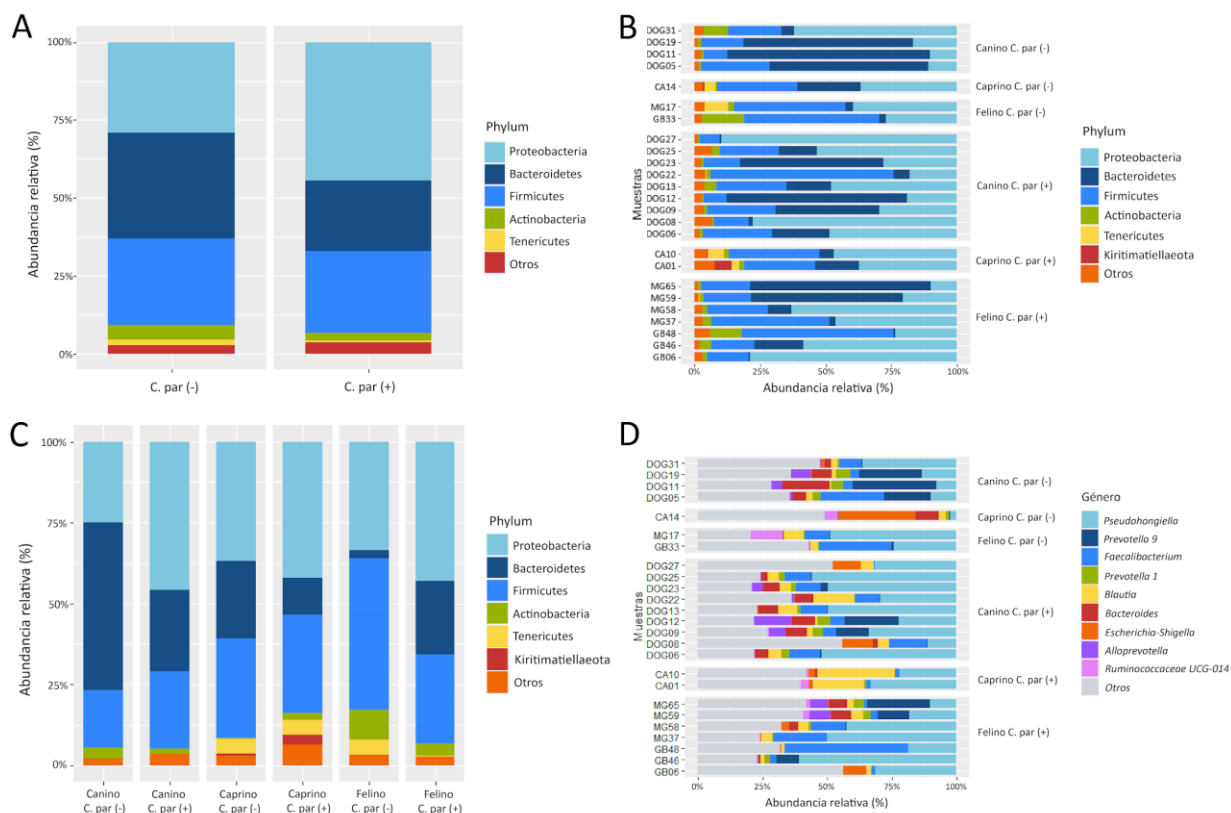 A
100%
75%
50%
25%
0%
Abundancia relativa (%)
C. par (-)
C. par (+)
Phylum
Proteobacteria
Bacteroidetes
Firmicutes
Actinobacteria
Tenericutes
Otros
B
DOG31
DOG19
DOG11
DOG05
CA14
MG17
GB33
DOG27
DOG25
DOG23
DOG22
DOG13
DOG12
DOG09
DOG08
DOG06
CA10
CA01
MG65
MG59
MG58
MG37
GB48
GB46
GB06
Muestras
Canino C. par (-)
Caprino C. par (-)
Felino C. par (-)
Canino C. par (+)
Caprino C. par (+)
Felino C. par (+)
0%
25%
50%
75%
100%
Abundancia relativa (%)
Phylum
Proteobacteria
Bacteroidetes
Firmicutes
Actinobacteria
Tenericutes
Kiritimatiellaeota
Otros
C
100%
75%
50%
25%
0%
Abundancia relativa (%)
Canino
C. par (-)
Canino
C. par (+)
Caprino
C. par (-)
Caprino
C. par (+)
Felino
C. par (-)
Felino
C. par (+)
Phylum
Proteobacteria
Bacteroidetes
Firmicutes
Actinobacteria
Tenericutes
Kiritimatiellaeota
Otros
D
DOG31
DOG19
DOG11
DOG05
CA14
MG17
GB33
DOG27
DOG25
DOG23
DOG22
DOG13
DOG12
DOG09
DOG08
DOG06
CA10
CA01
MG65
MG59
MG58
MG37
GB48
GB46
GB06
Muestras
Canino C. par (-)
Caprino C. par (-)
Felino C. par (-)
Canino C. par (+)
Caprino C. par (+)
Felino C. par (+)
0%
25%
50%
75%
100%
Abundancia relativa (%)
Género
Pseudohongiella
Prevotella 9
Faecalibacterium
Prevotella 1
Blautia
Bacteroides
Escherichia-Shigella
Alloprevotella
Ruminococcaceae UCG-014
Otros